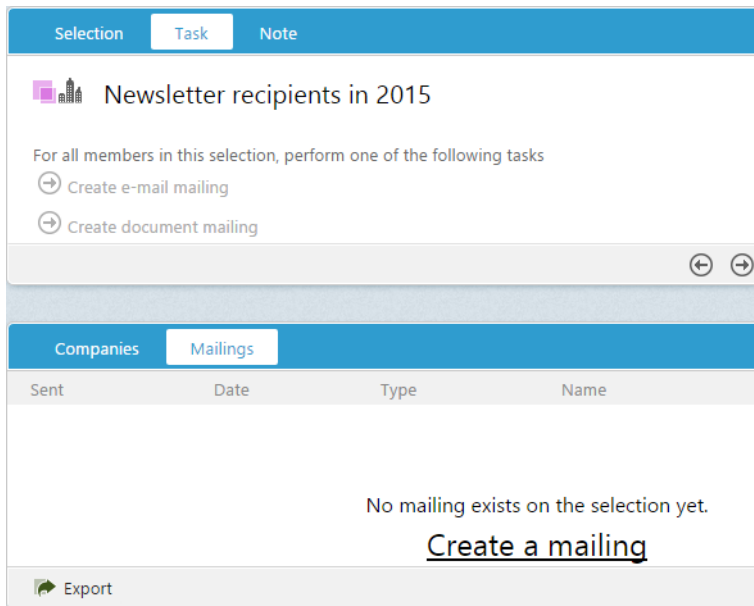 Selection Task Note
Newsletter recipients in 2015
For all members in this selection, perform one of the following tasks
Create e-mail mailing
Create document mailing
Companies Mailings
Sent Date Type Name
No mailing exists on the selection yet.
Create a mailing
Export